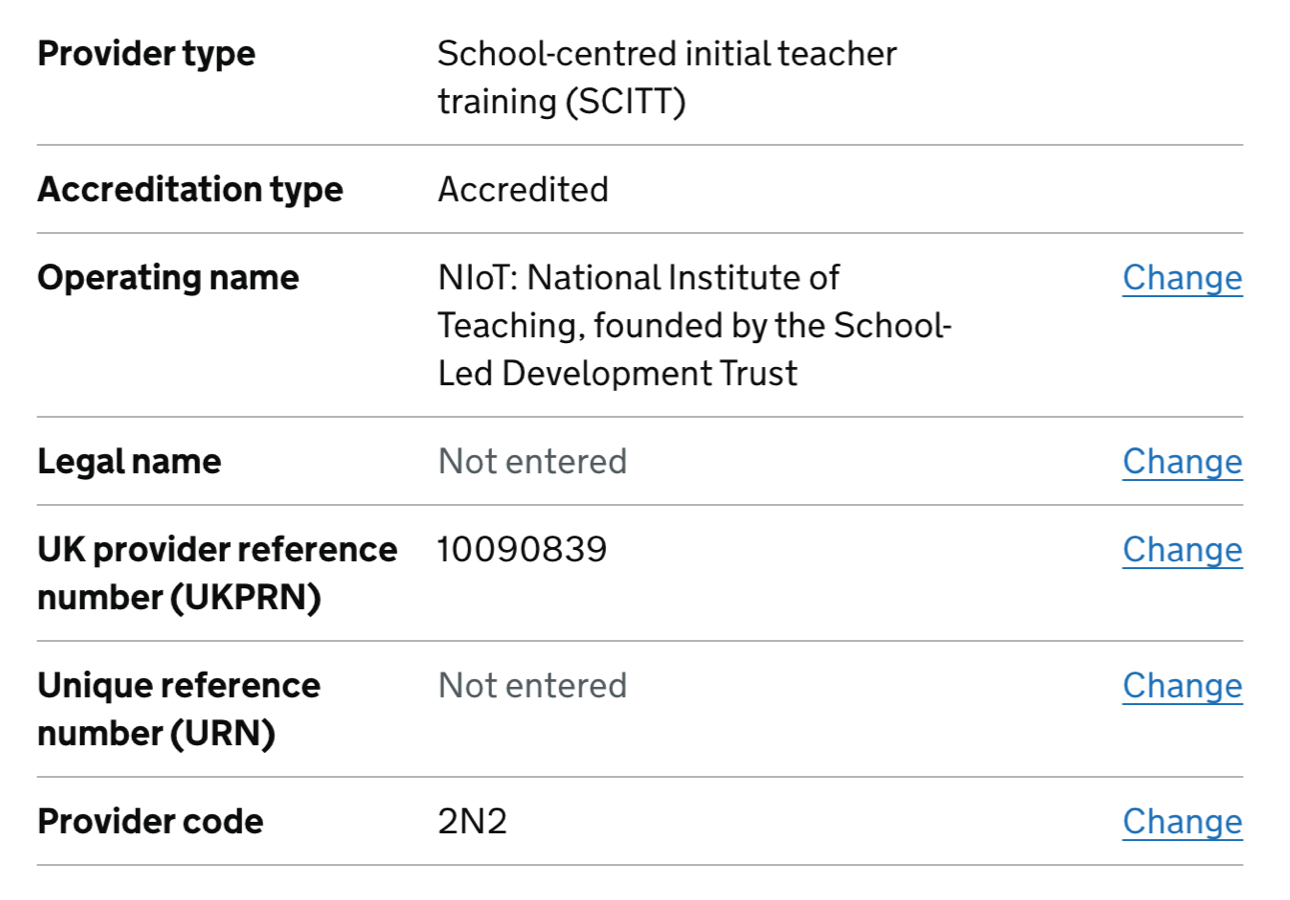 Provider type
School-centred initial teacher
training (SCITT)
Accreditation type
Accredited
Operating name
NIoT: National Institute of
Teaching, founded by the School-
Led Development Trust
Change
Legal name
Not entered
Change
UK provider reference
number (UKPRN)
10090839
Change
Unique reference
number (URN)
Not entered
Change
Provider code
2N2
Change